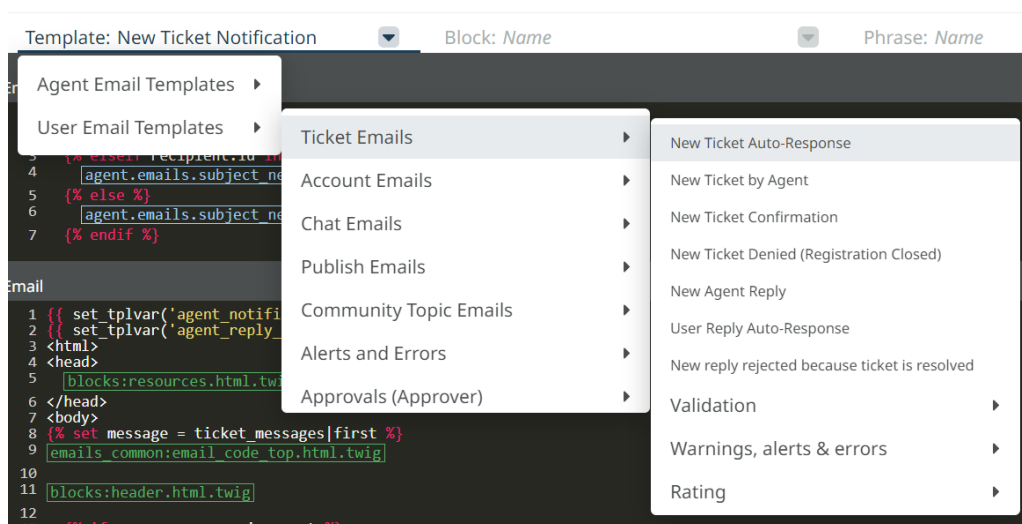 Template: New Ticket Notification
Block: Name
Phrase: Name
Agent Email Templates
User Email Templates
Ticket Emails
Account Emails
Chat Emails
Publish Emails
Community Topic Emails
Alerts and Errors
Approvals (Approver)
New Ticket Auto-Response
New Ticket by Agent
New Ticket Confirmation
New Ticket Denied (Registration Closed)
New Agent Reply
User Reply Auto-Response
New reply rejected because ticket is resolved
Validation
Warnings, alerts & errors
Rating
3 {% elseif recipient.id in
4 agent.emails.subject_ne
5 {% else %}
6 agent.emails.subject_ne
7 {% endif %}
Email
1 {{ set_tplvar('agent_notifi
2 {{ set_tplvar('agent_reply_
3 <html>
4 <head>
5 blocks:resources.html.twi
6 </head>
7 <body>
8 {% set message = ticket_messages|first %}
9 emails_common:email_code_top.html.twig
10
11 blocks:header.html.twig
12